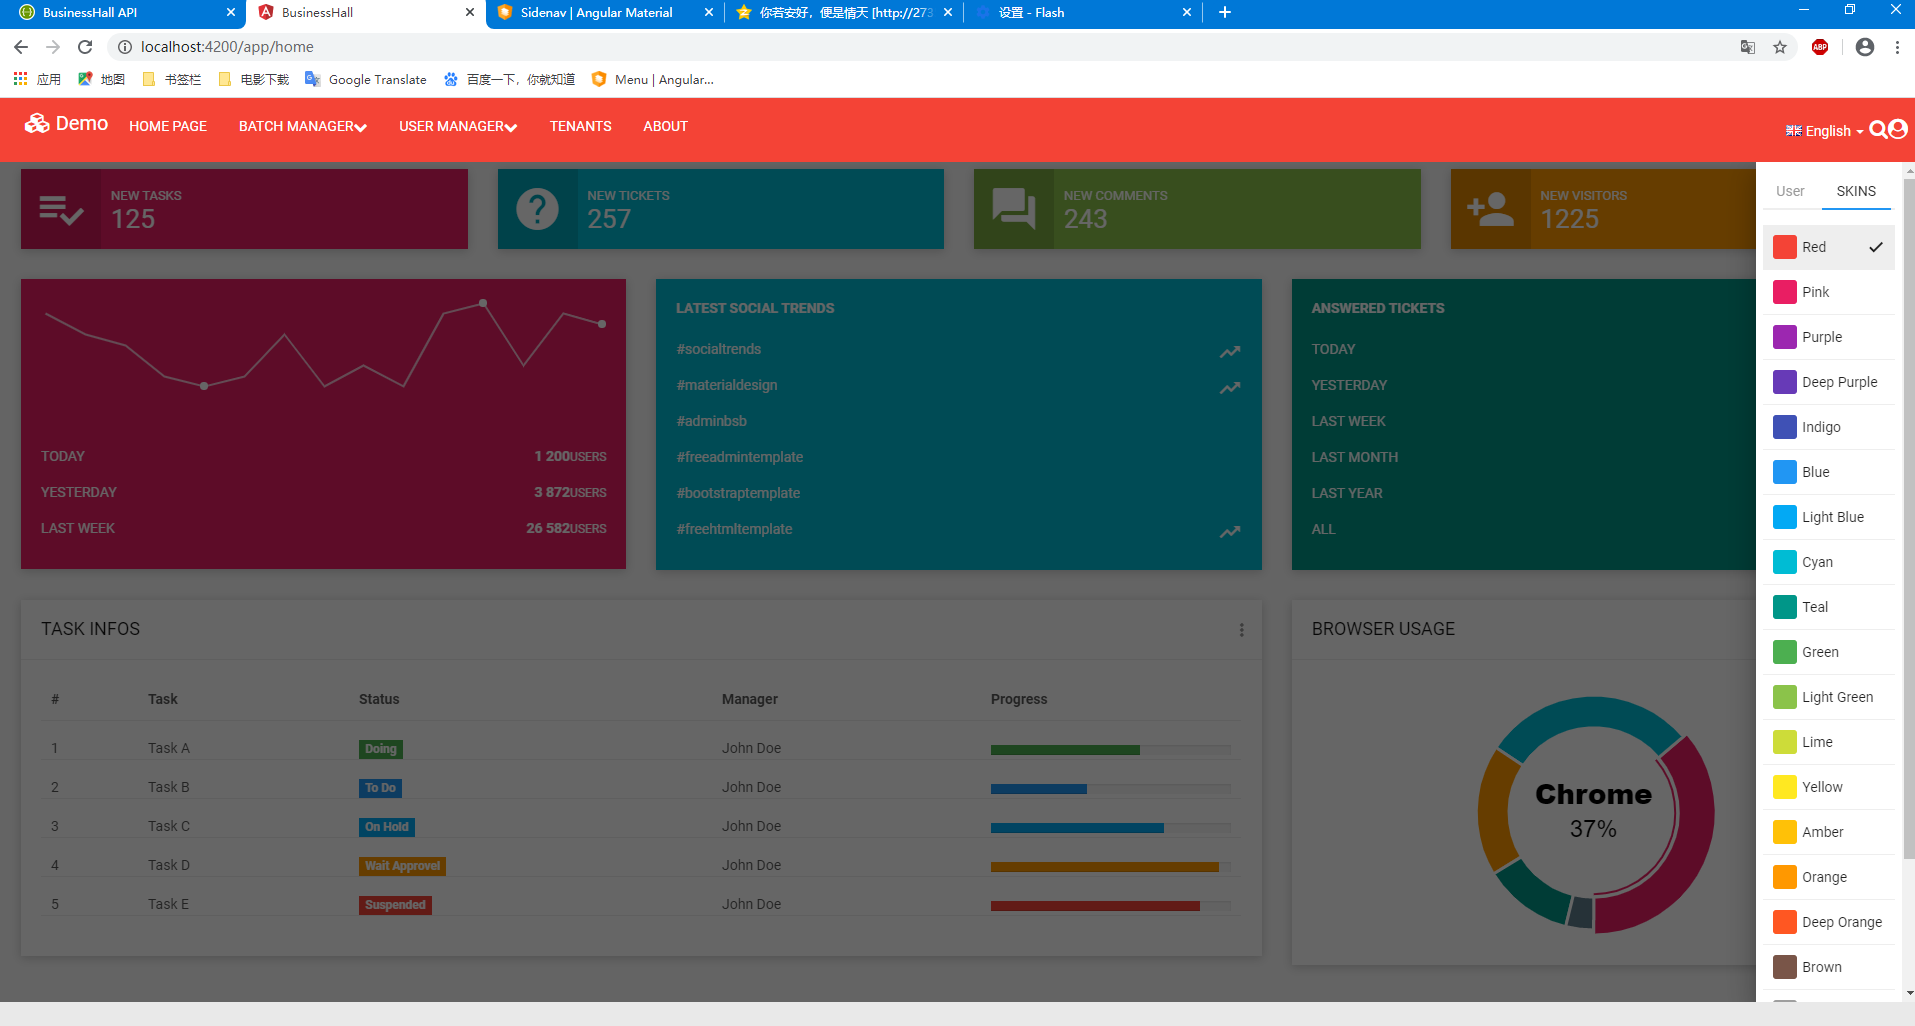 BusinessHall API
BusinessHall
Sidenav | Angular Material
你若安好，便是情天 [http://273
设置 - Flash
localhost:4200/app/home
ABP
应用
地图
书签栏
电影下载
Google Translate
百度一下，你就知道
Menu | Angular...
Demo
HOME PAGE
BATCH MANAGER
USER MANAGER
TENANTS
ABOUT
English
NEW TASKS
125
NEW TICKETS
257
NEW COMMENTS
243
NEW VISITORS
1225
TODAY
1 200USERS
YESTERDAY
3 872USERS
LAST WEEK
26 582USERS
LATEST SOCIAL TRENDS
#socialtrends
#materialdesign
#adminbsb
#freeadmintemplate
#bootstraptemplate
#freehtmltemplate
ANSWERED TICKETS
TODAY
YESTERDAY
LAST WEEK
LAST MONTH
LAST YEAR
ALL
TASK INFOS
# Task Status Manager Progress
1 Task A Doing John Doe
2 Task B To Do John Doe
3 Task C On Hold John Doe
4 Task D Wait Approvel John Doe
5 Task E Suspended John Doe
BROWSER USAGE
Chrome
37%
User
SKINS
Red
Pink
Purple
Deep Purple
Indigo
Blue
Light Blue
Cyan
Teal
Green
Light Green
Lime
Yellow
Amber
Orange
Deep Orange
Brown